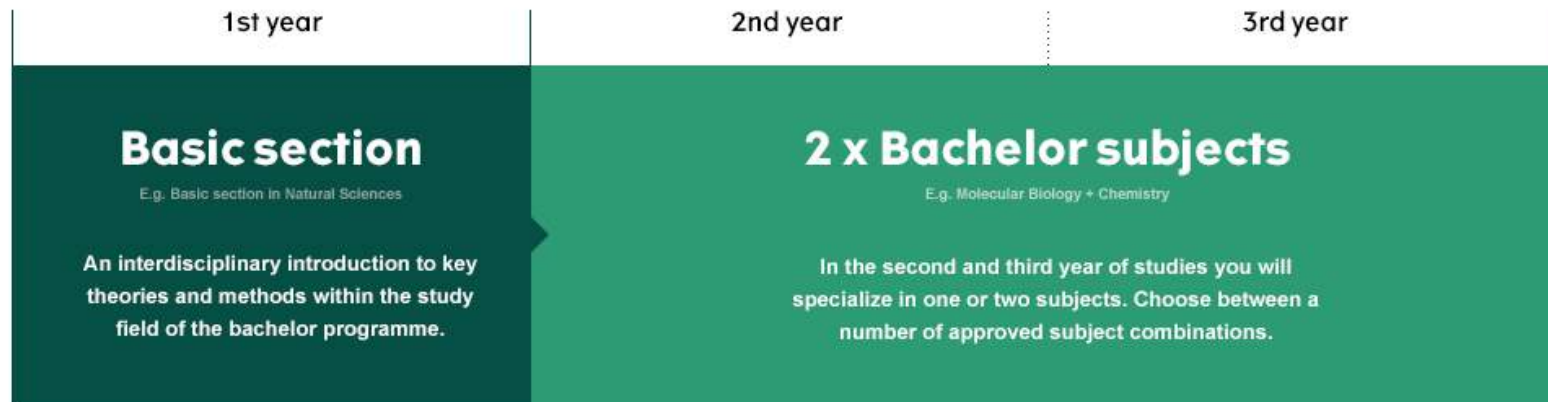 1st year
2nd year
3rd year
Basic section
E.g. Basic section in Natural Sciences
An interdisciplinary introduction to key
theories and methods within the study
field of the bachelor programme.
2 x Bachelor subjects
E.g. Molecular Biology + Chemistry
In the second and third year of studies you will
specialize in one or two subjects. Choose between a
number of approved subject combinations.